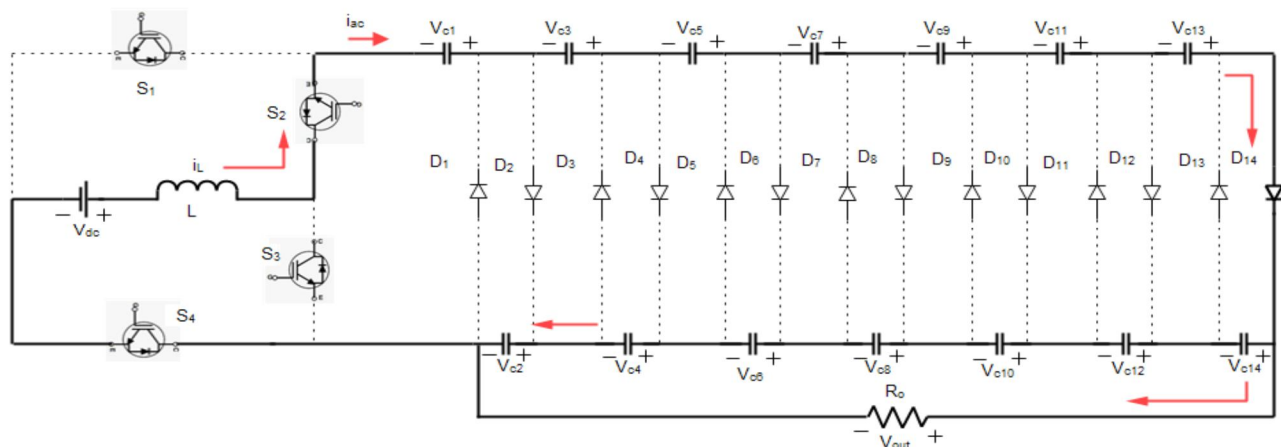 iac
Vc1 Vc3 Vc5 Vc7 Vc9 Vc11 Vc13
− + − + − + − + − + − + − +
S1
S2
iL
L
− +
Vdc
S3
S4
D1 D2 D3 D4 D5 D6 D7 D8 D9 D10 D11 D12 D13 D14
− + − + − + − + − + − + − +
Vc2 Vc4 Vc6 Vc8 Vc10 Vc12 Vc14
Ro
− +
Vout